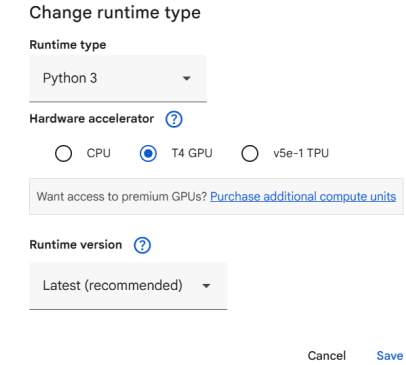 Change runtime type
Runtime type
Python 3
Hardware accelerator ?
CPU T4 GPU v5e-1 TPU
Want access to premium GPUs? Purchase additional compute units
Runtime version ?
Latest (recommended)
Cancel Save